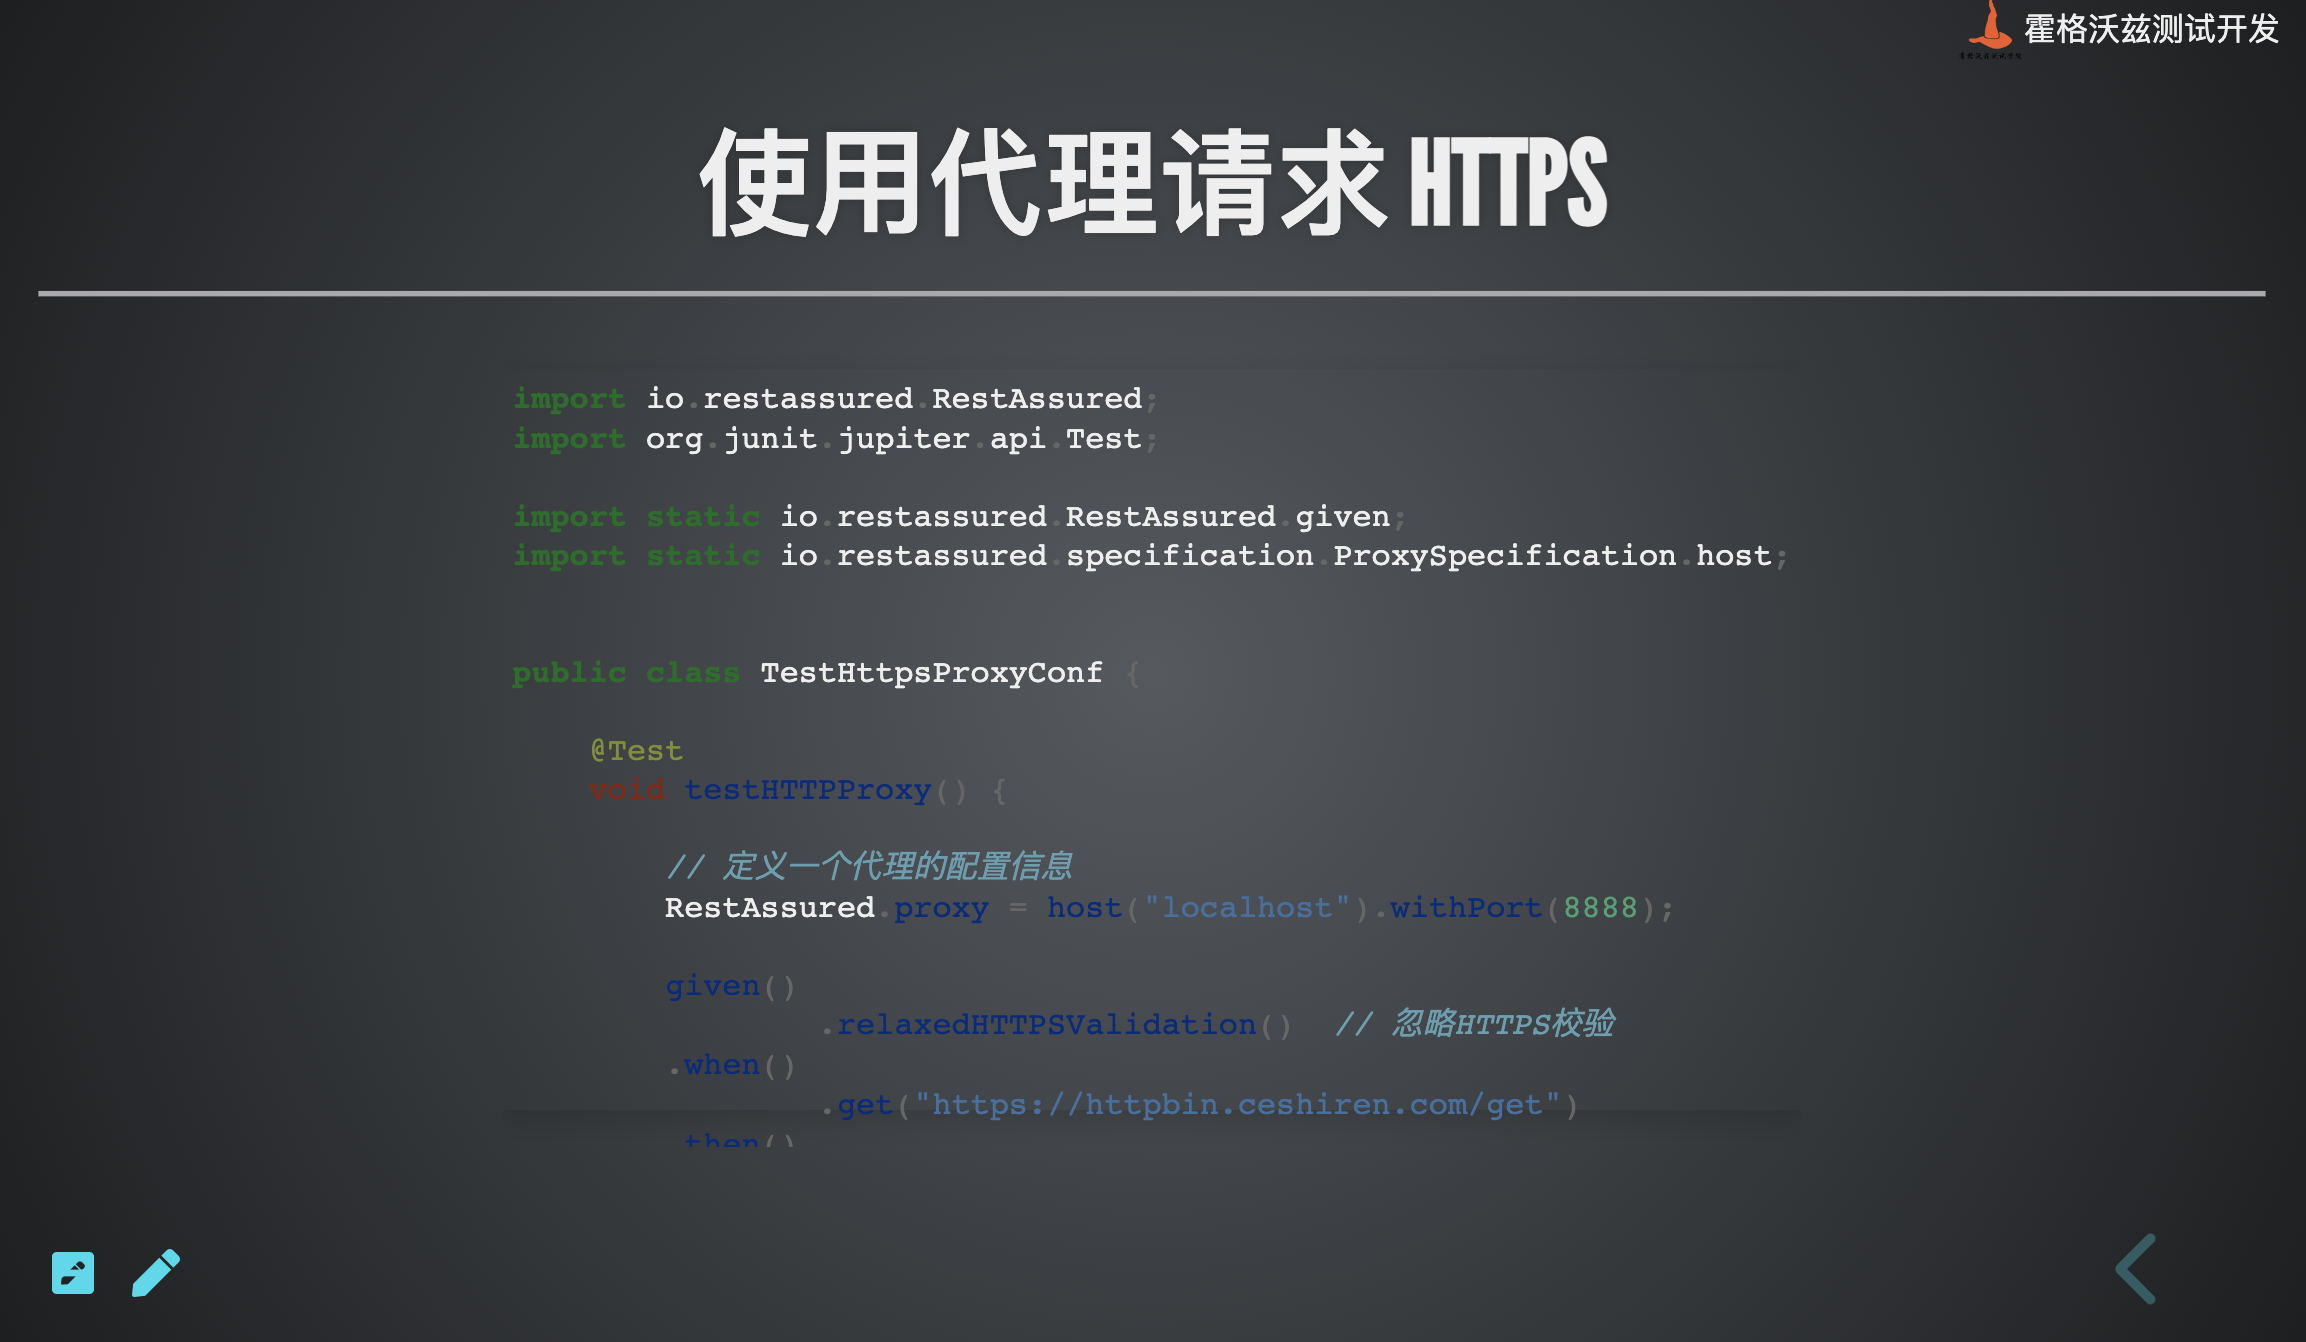 霍格沃兹测试开发
使用代理请求 HTTPS
import io.restassured.RestAssured;
import org.junit.jupiter.api.Test;
import static io.restassured.RestAssured.given;
import static io.restassured.specification.ProxySpecification.host;
public class TestHttpsProxyConf {
@Test
void testHTTPProxy() {
// 定义一个代理的配置信息
RestAssured.proxy = host("localhost").withPort(8888);
given()
.relaxedHTTPSValidation()  // 忽略HTTPS校验
.when()
.get("https://httpbin.ceshiren.com/get")
then()